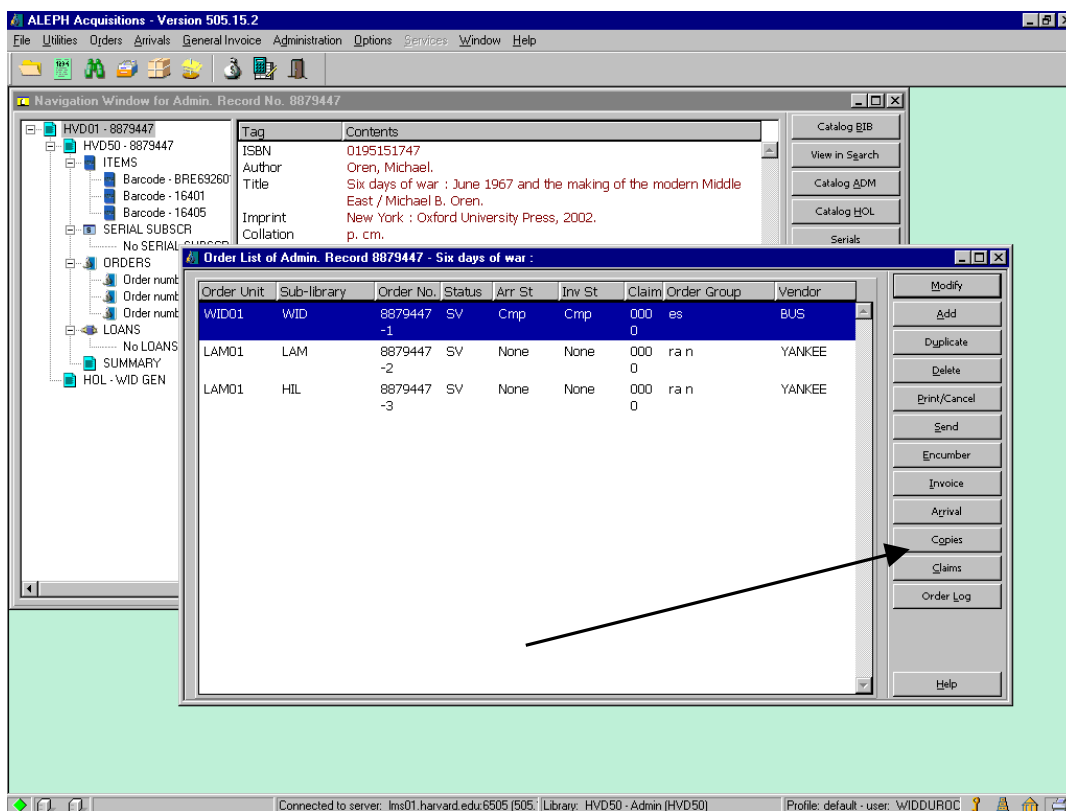 ALEPH Acquisitions - Version 505.15.2
File Utilities Orders Arrivals General Invoice Administration Options Services Window Help
Navigation Window for Admin. Record No. 8879447
HVD01 - 8879447
HVD50 - 8879447
ITEMS
Barcode - BRE69260
Barcode - 16401
Barcode - 16405
SERIAL SUBSCR
No SERIAL
ORDERS
Order numb
Order numb
Order numb
LOANS
No LOANS
SUMMARY
HOL - WID GEN
Tag Contents
ISBN 0195151747
Author Oren, Michael.
Title Six days of war : June 1967 and the making of the modern Middle
East / Michael B. Oren.
Imprint New York : Oxford University Press, 2002.
Collation p. cm.
Catalog BIB
View in Search
Catalog ADM
Catalog HOL
Serials
Order List of Admin. Record 8879447 - Six days of war :
Order Unit Sub-library Order No. Status Arr St Inv St Claim Order Group Vendor
WID01 WID 8879447 SV Cmp Cmp 000 es BUS
-1 0
LAM01 LAM 8879447 SV None None 000 ra n YANKEE
-2 0
LAM01 HIL 8879447 SV None None 000 ra n YANKEE
-3 0
Modify
Add
Duplicate
Delete
Print/Cancel
Send
Encumber
Invoice
Arrival
Copies
Claims
Order Log
Help
Connected to server: lms01.harvard.edu:6505 (505. Library: HVD50 - Admin (HVD50) Profile: default - user: WIDDUROC